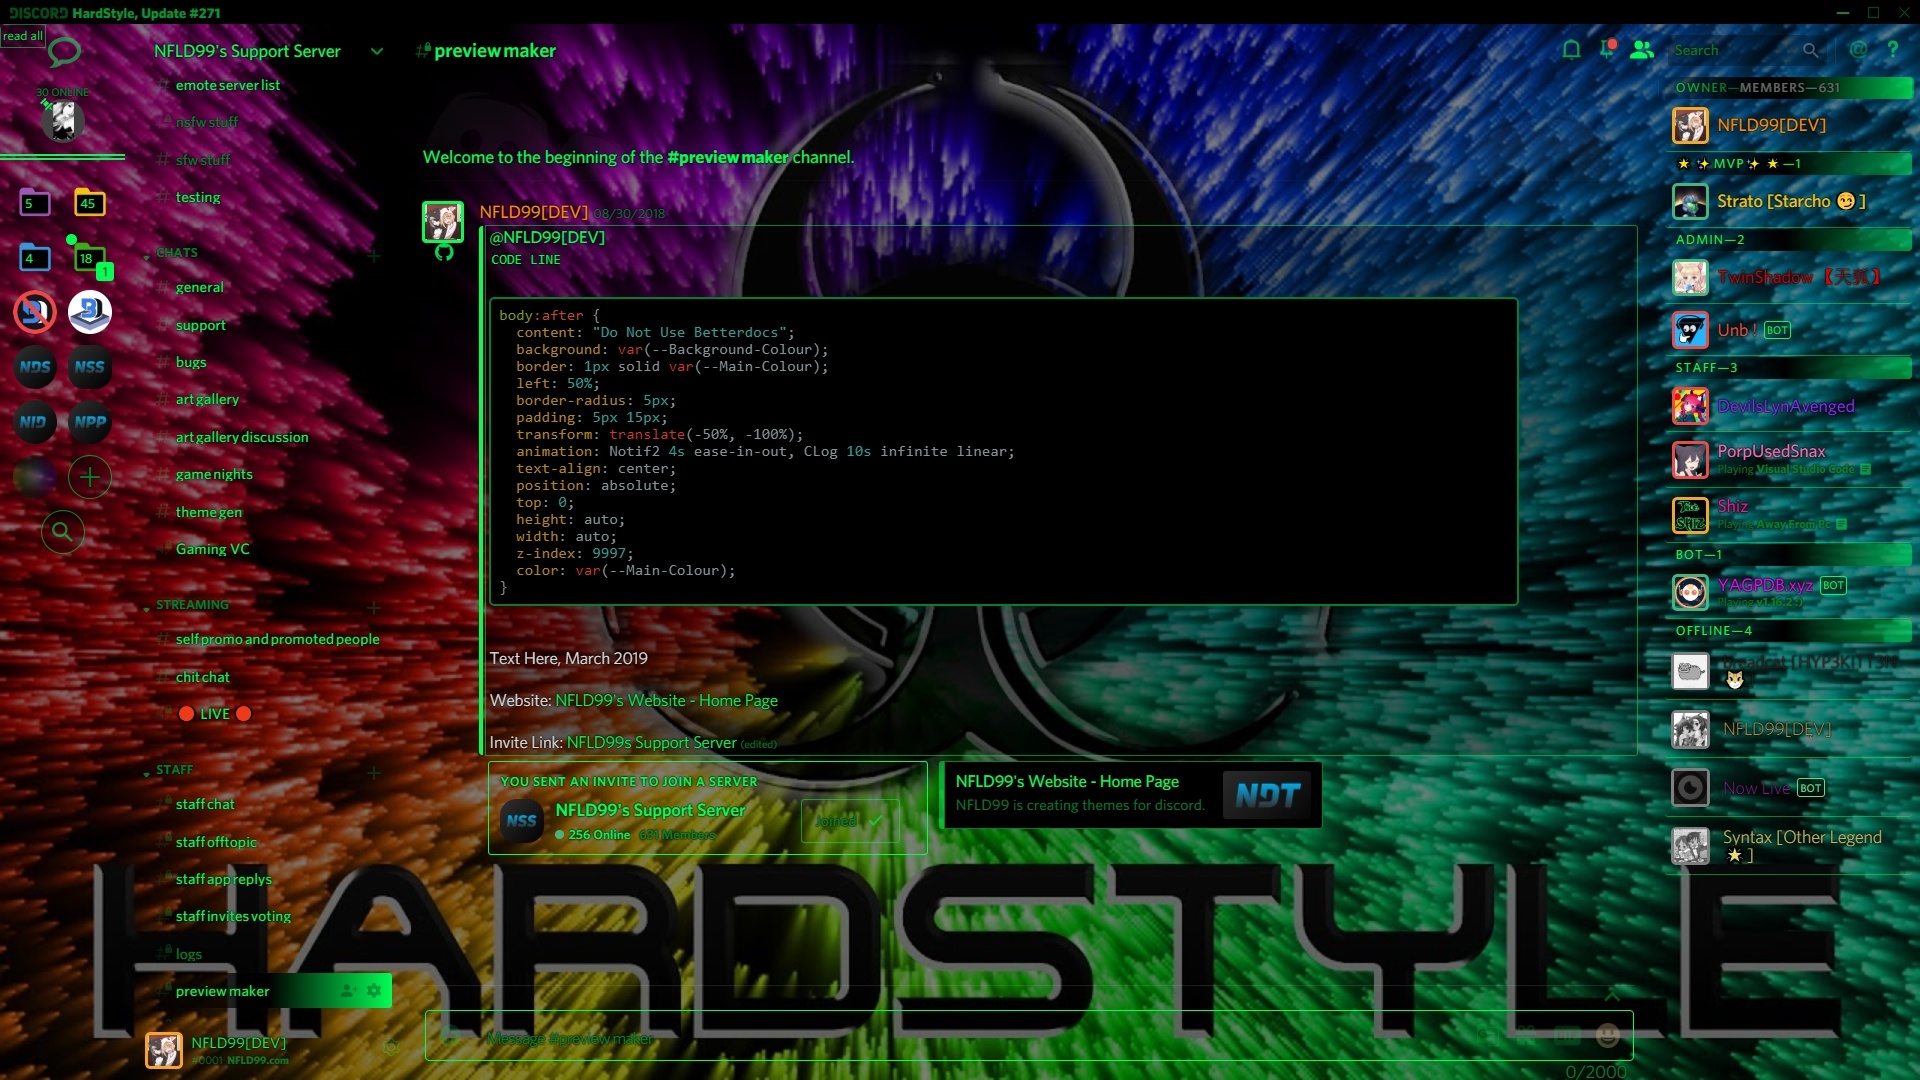 DISCORD HardStyle, Update #271
read all
30 ONLINE
5
45
4
18
1
NDS
NSS
NID
NPP
NFLD99's Support Server
emote server list
nsfw stuff
sfw stuff
testing
CHATS
general
support
bugs
art gallery
art gallery discussion
game nights
theme gen
Gaming VC
STREAMING
self promo and promoted people
chit chat
🔴 LIVE 🔴
STAFF
staff chat
staff offtopic
staff app replys
staff invites voting
logs
preview maker
NFLD99[DEV]
#0001 NFLD99.com
# preview maker
Search
Welcome to the beginning of the #preview maker channel.
NFLD99[DEV] 08/30/2018
@NFLD99[DEV]
CODE LINE
body:after {
content: "Do Not Use Betterdocs";
background: var(--Background-Colour);
border: 1px solid var(--Main-Colour);
left: 50%;
border-radius: 5px;
padding: 5px 15px;
transform: translate(-50%, -100%);
animation: Notif2 4s ease-in-out, CLog 10s infinite linear;
text-align: center;
position: absolute;
top: 0;
height: auto;
width: auto;
z-index: 9997;
color: var(--Main-Colour);
}
Text Here, March 2019
Website: NFLD99's Website - Home Page
Invite Link: NFLD99s Support Server (edited)
YOU SENT AN INVITE TO JOIN A SERVER
NSS
NFLD99's Support Server
256 Online 631 Members
Joined
NFLD99's Website - Home Page
NFLD99 is creating themes for discord.
NDT
HARDSTYLE
Message #preview maker
GIF
0/2000
OWNER—MEMBERS—631
NFLD99[DEV]
🌟 ✨ MVP ✨ 🌟 —1
Strato [Starcho 😏 ]
ADMIN—2
TwinShadow 【天狐】
Unb ! BOT
STAFF—3
DevilsLynAvenged
PorpUsedSnax
Playing Visual Studio Code
The SHIZ
Shiz
Playing Away From Pc
BOT—1
YAGPDB.xyz BOT
Playing v1.16.2 :)
OFFLINE—4
NFLD99[DEV]
Now Live BOT
Syntax [Other Legend
🌟 ]